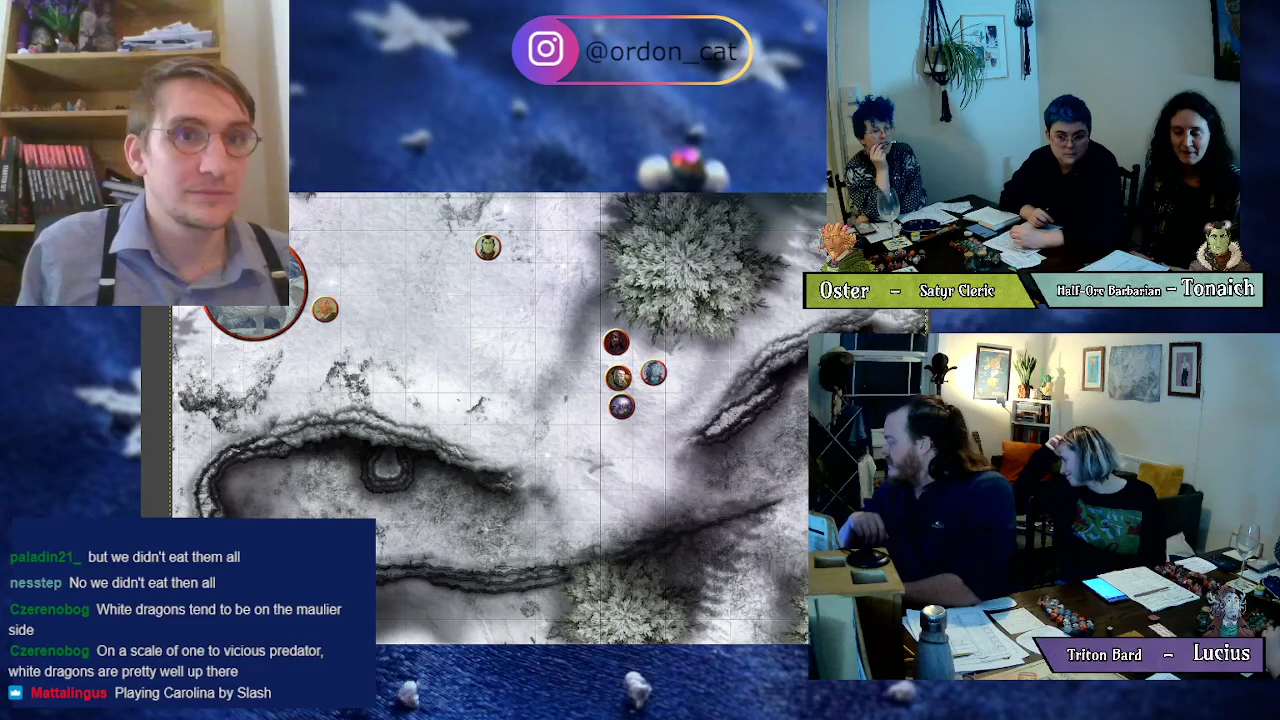 @ordon_cat
Oster - Satyr Cleric
Half-Orc Barbarian - Tonaich
paladin21_ but we didn't eat them all
nesstep No we didn't eat then all
Czerenobog White dragons tend to be on the maulier
side
Czerenobog On a scale of one to vicious predator,
white dragons are pretty well up there
Mattalingus Playing Carolina by Slash
Triton Bard - Lucius